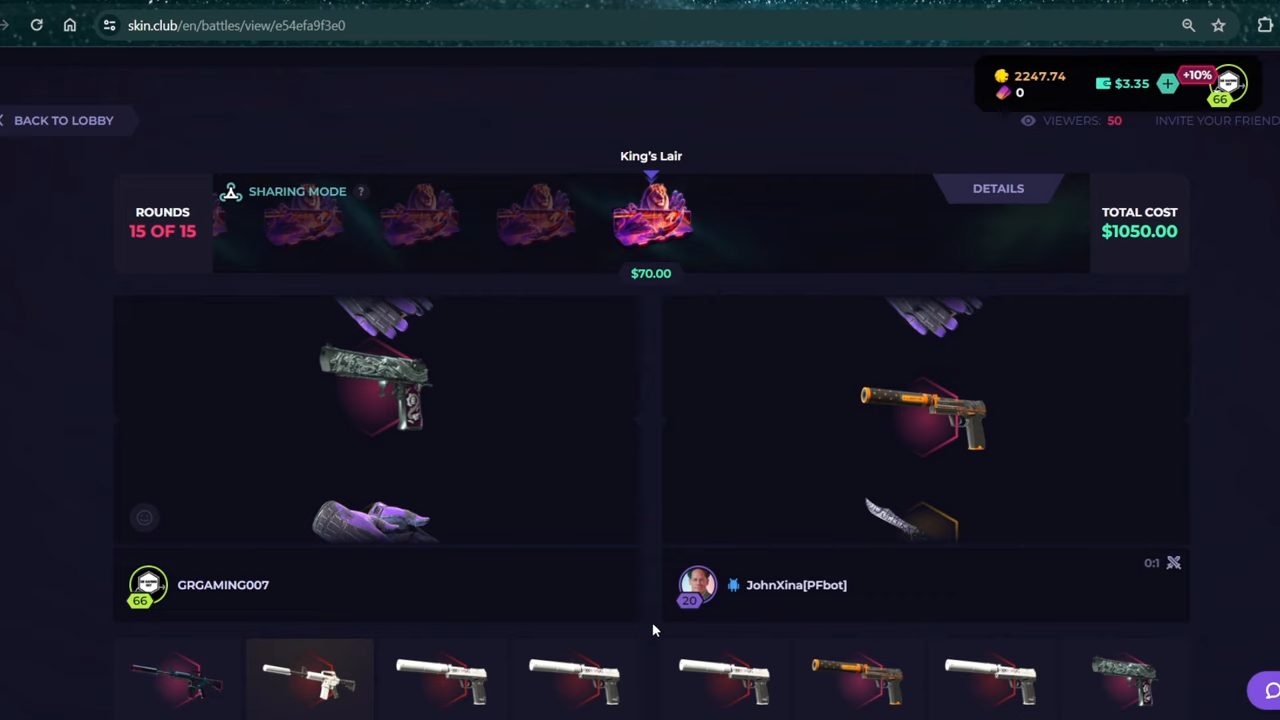 skin.club/en/battles/view/e54efa9f3e0
2247.74
0
$3.35
+10%
66
BACK TO LOBBY
VIEWERS: 50
INVITE YOUR FRIEND
King's Lair
SHARING MODE ?
DETAILS
ROUNDS
15 OF 15
TOTAL COST
$1050.00
$70.00
GRGAMING007
66
0:1
JohnXina[PFbot]
20